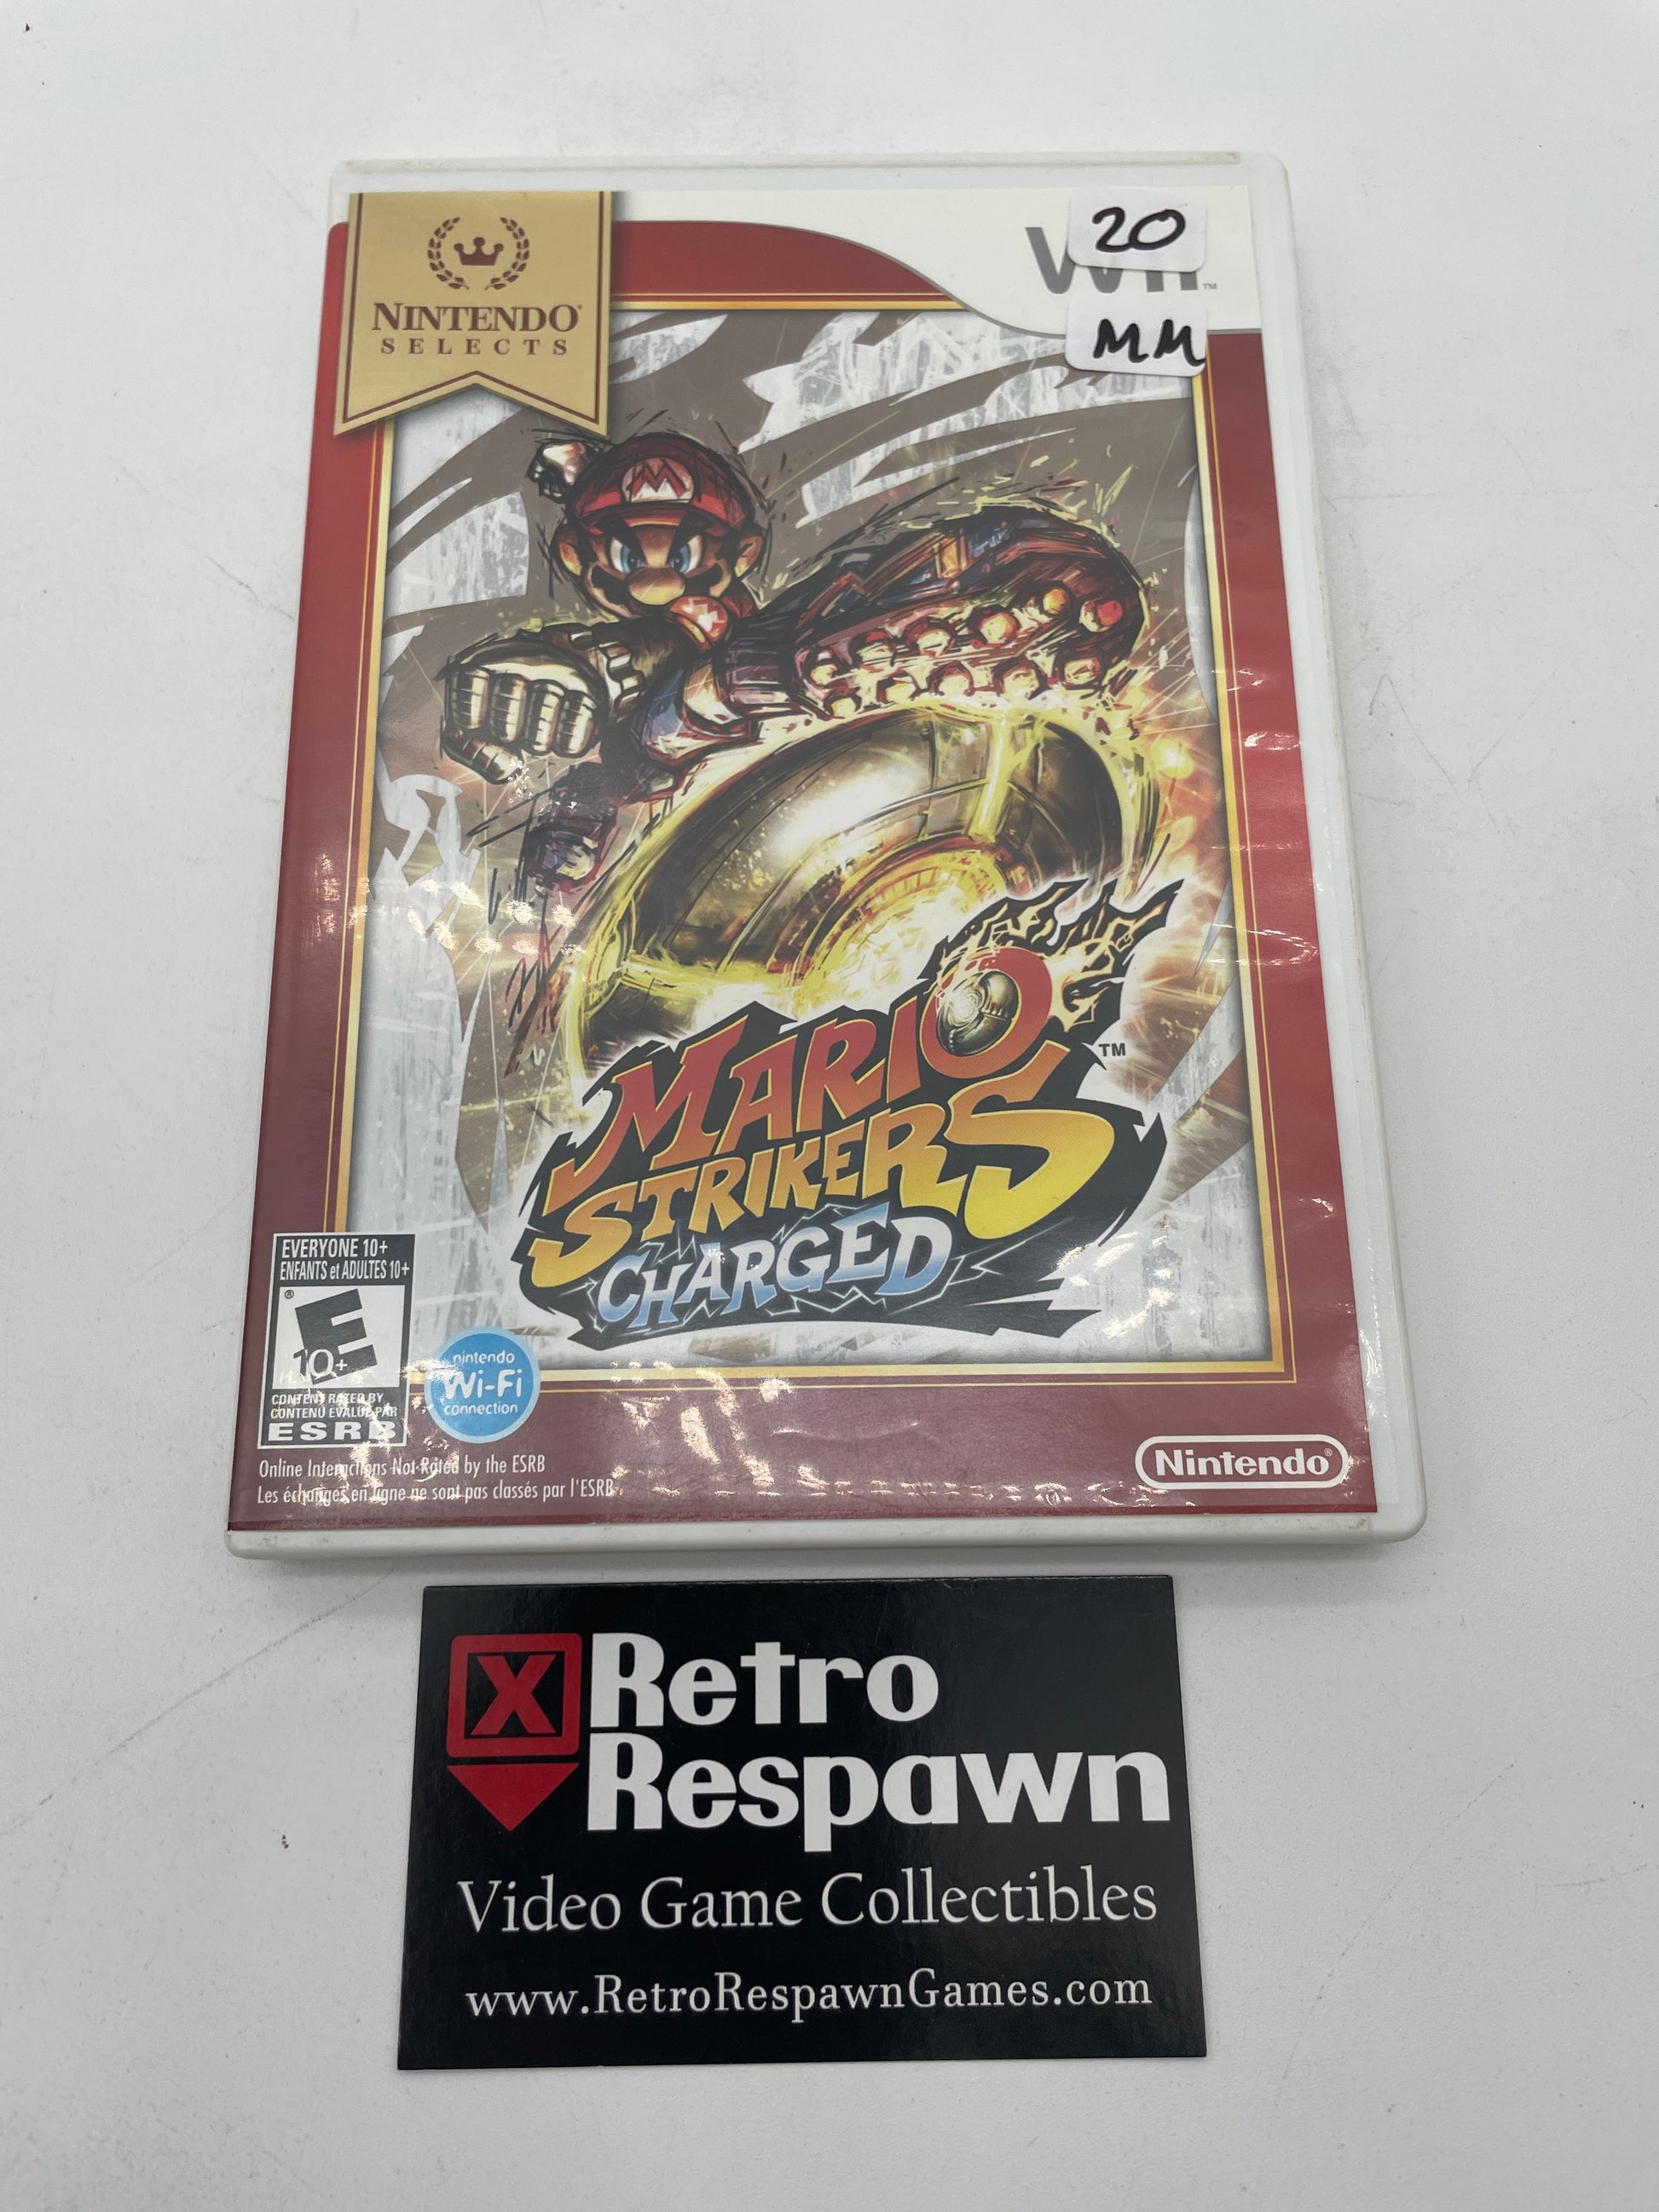 NINTENDO®
SELECTS
Wii™
20
MM
M
MARIO
STRIKERS
CHARGED
TM
EVERYONE 10+
ENFANTS et ADULTES 10+
®
E
10+
CONTENT RATED BY
CONTENU ÉVALUÉ PAR
ESRB
nintendo
Wi-Fi
connection
Online Interactions Not Rated by the ESRB
Les échanges en ligne ne sont pas classés par l'ESRB
Nintendo®
X Retro
Respawn
Video Game Collectibles
www.RetroRespawnGames.com